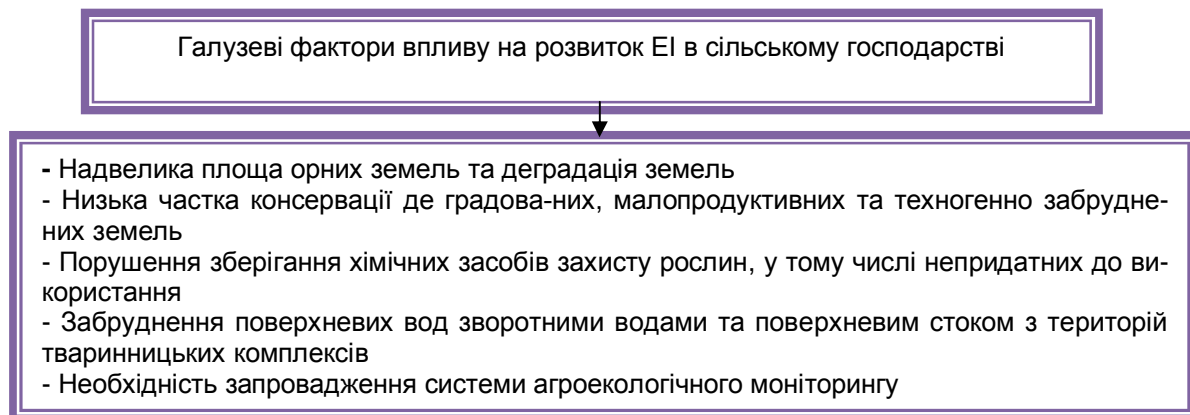 Галузеві фактори впливу на розвиток ЕІ в сільському господарстві
- Надвелика площа орних земель та деградація земель
- Низька частка консервації де градова-них, малопродуктивних та техногенно забрудне-
них земель
- Порушення зберігання хімічних засобів захисту рослин, у тому числі непридатних до ви-
користання
- Забруднення поверхневих вод зворотними водами та поверхневим стоком з територій
тваринницьких комплексів
- Необхідність запровадження системи агроекологічного моніторингу